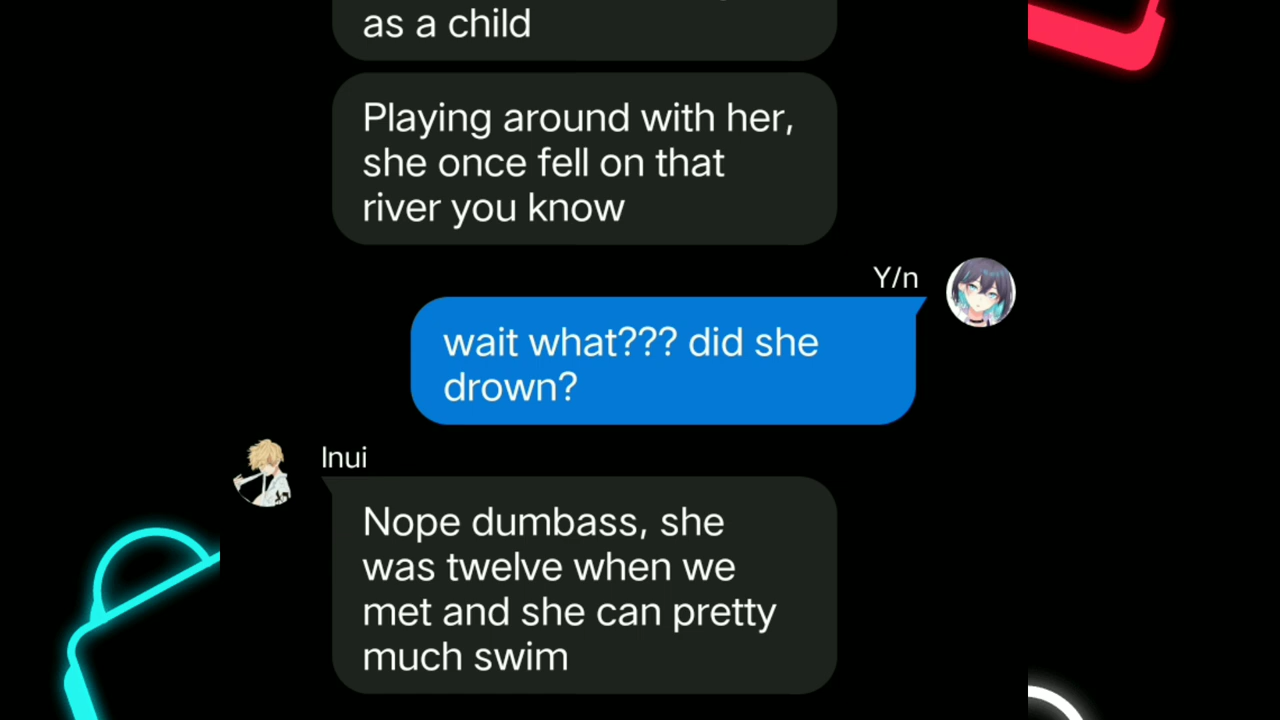 as a child
Playing around with her,
she once fell on that
river you know
Y/n
wait what??? did she
drown?
Inui
Nope dumbass, she
was twelve when we
met and she can pretty
much swim